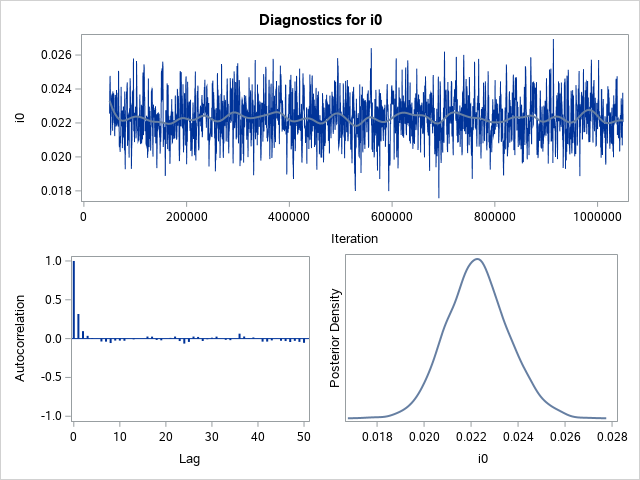 Diagnostics for i0
i0
0.026
0.024
0.022
0.020
0.018
0 200000 400000 600000 800000 1000000
Iteration
Autocorrelation
1.0
0.5
0.0
-0.5
-1.0
0 10 20 30 40 50
Lag
Posterior Density
0.018 0.020 0.022 0.024 0.026 0.028
i0